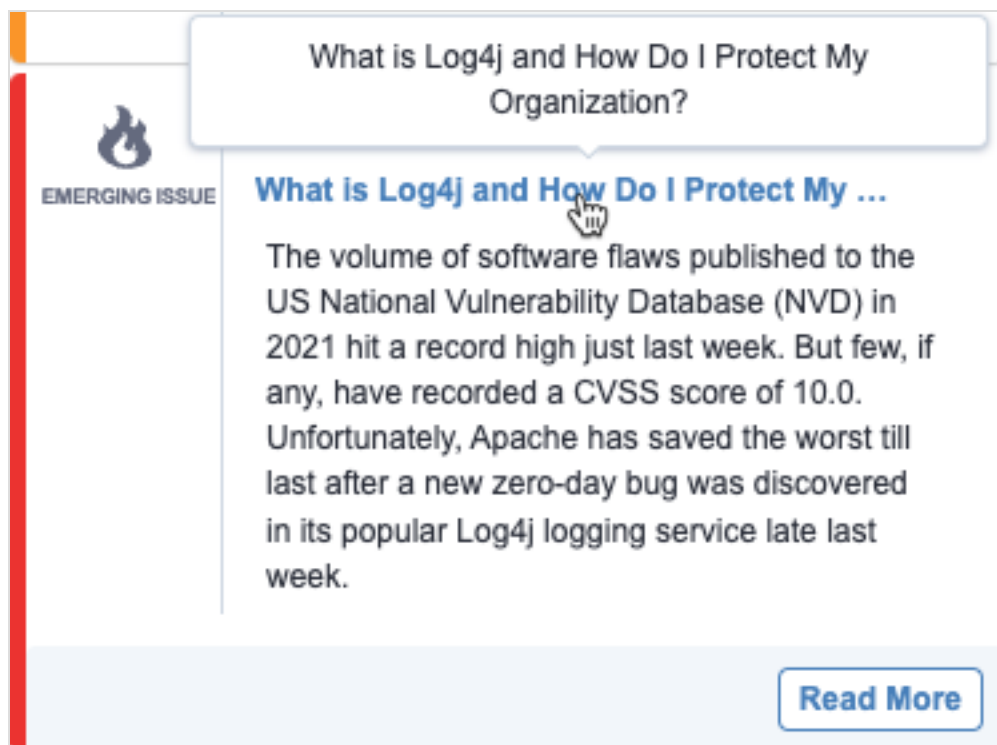 What is Log4j and How Do I Protect My
Organization?
EMERGING ISSUE
What is Log4j and How Do I Protect My ...
The volume of software flaws published to the
US National Vulnerability Database (NVD) in
2021 hit a record high just last week. But few, if
any, have recorded a CVSS score of 10.0.
Unfortunately, Apache has saved the worst till
last after a new zero-day bug was discovered
in its popular Log4j logging service late last
week.
Read More